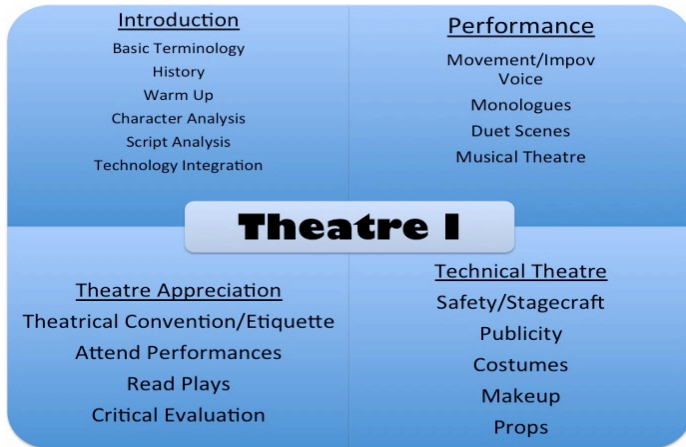 Introduction
Basic Terminology
History
Warm Up
Character Analysis
Script Analysis
Technology Integration
Performance
Movement/Impov
Voice
Monologues
Duet Scenes
Musical Theatre
Theatre I
Theatre Appreciation
Theatrical Convention/Etiquette
Attend Performances
Read Plays
Critical Evaluation
Technical Theatre
Safety/Stagecraft
Publicity
Costumes
Makeup
Props